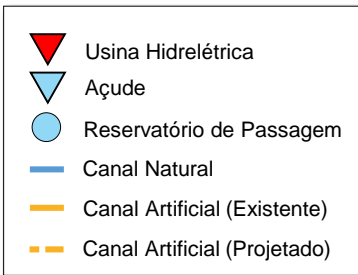 Usina Hidrelétrica
Açude
Reservatório de Passagem
Canal Natural
Canal Artificial (Existente)
Canal Artificial (Projetado)